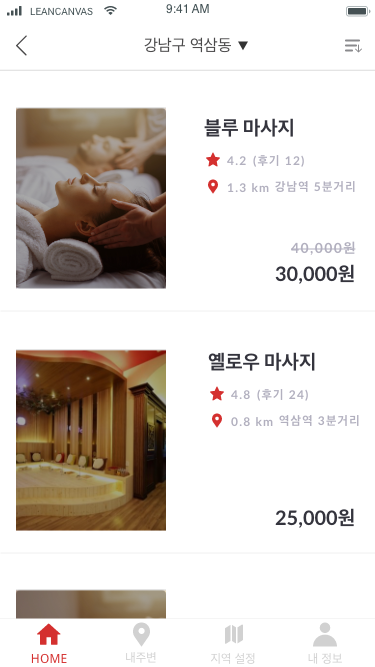 LEANCANVAS 9:41 AM
강남구 역삼동 ▼
블루 마사지
4.2 (후기 12)
1.3 km 강남역 5분거리
40,000원
30,000원
옐로우 마사지
4.8 (후기 24)
0.8 km 역삼역 3분거리
25,000원
HOME 내주변 지역 설정 내 정보